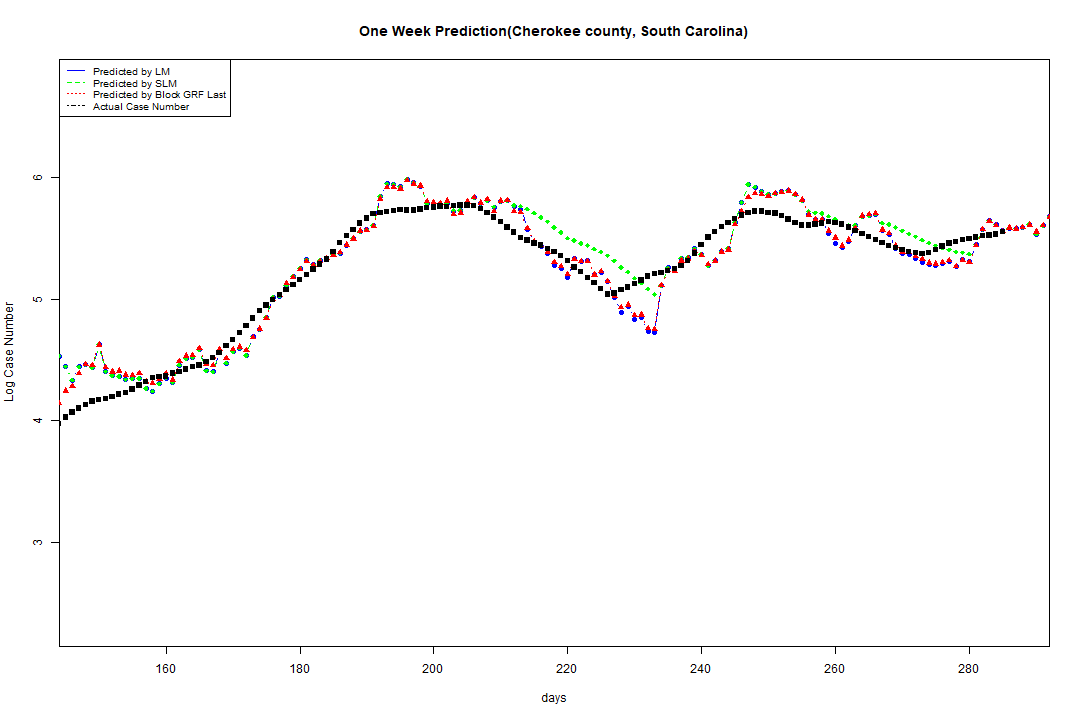 One Week Prediction(Cherokee county, South Carolina)
Predicted by LM
Predicted by SLM
Predicted by Block GRF Last
Actual Case Number
6
5
4
3
Log Case Number
160 180 200 220 240 260 280
days